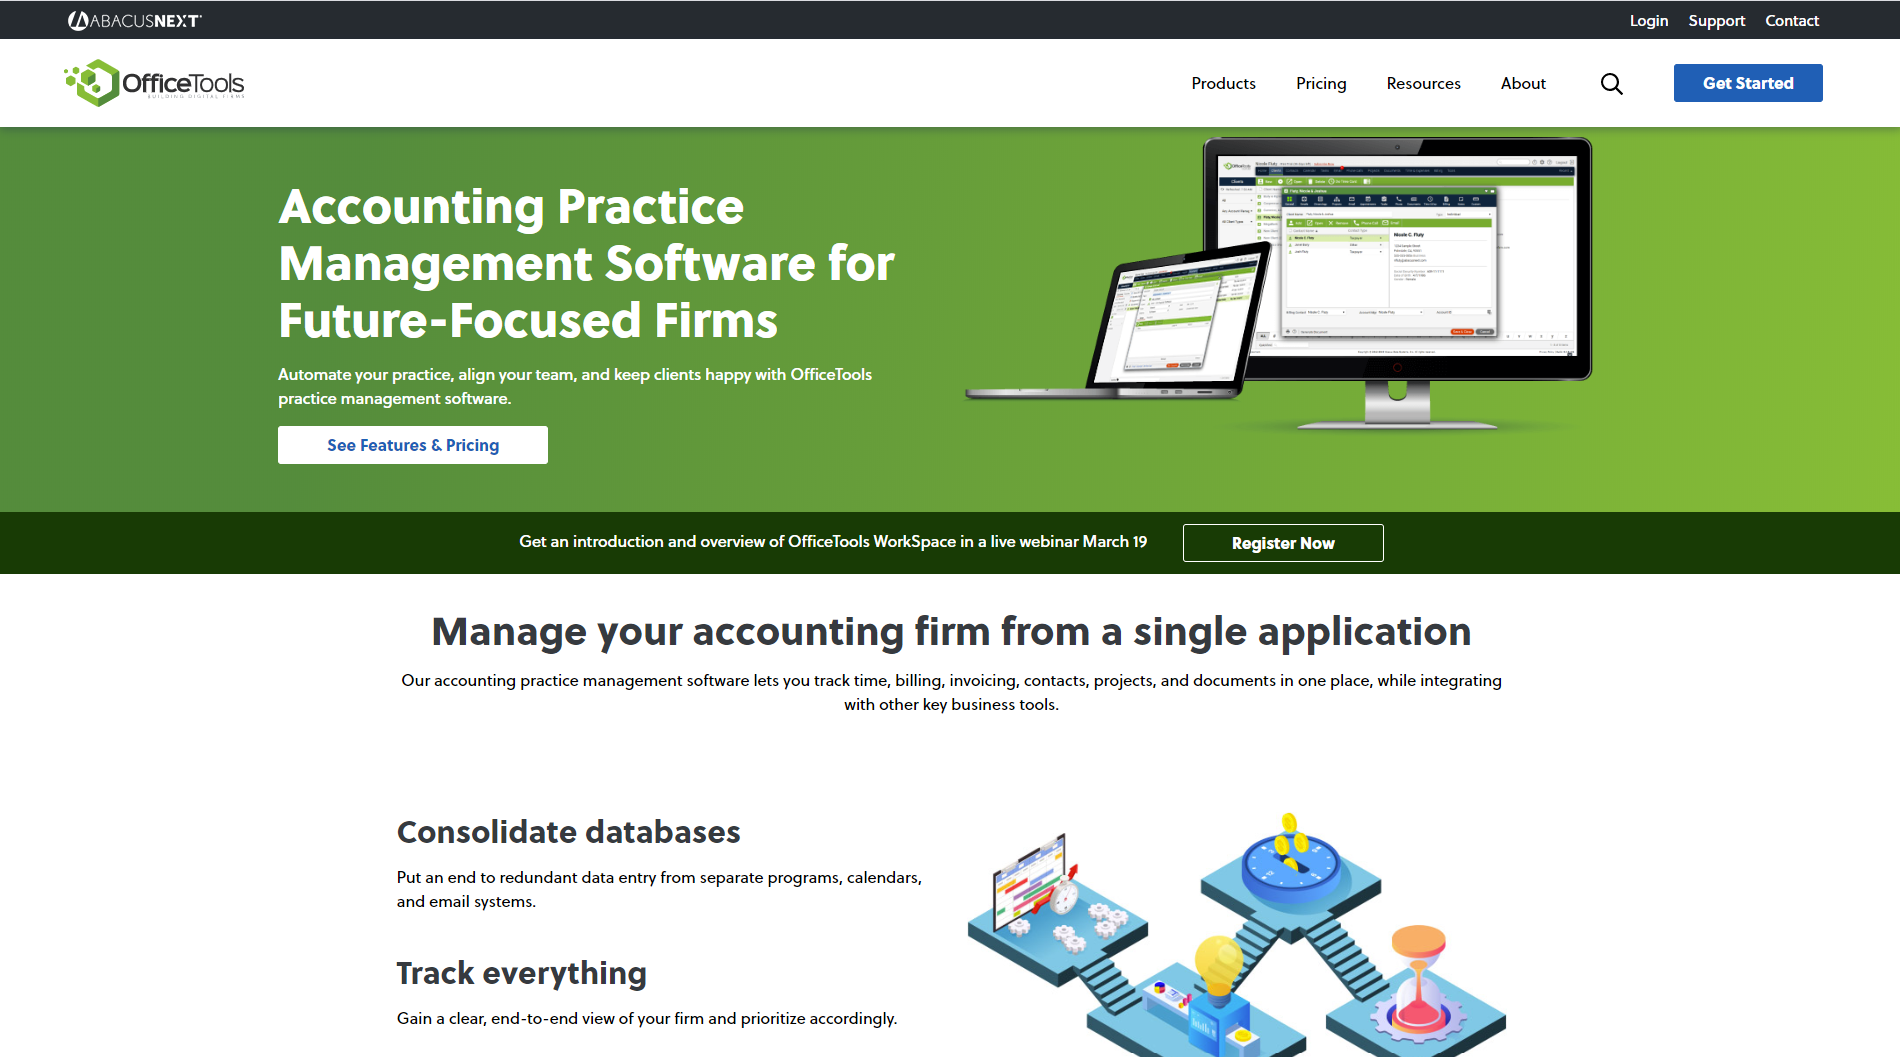 ABACUSNEXT
Login Support Contact
OfficeTools
BUILDING DIGITAL FIRMS
Products Pricing Resources About Get Started
Accounting Practice
Management Software for
Future-Focused Firms
Automate your practice, align your team, and keep clients happy with OfficeTools
practice management software.
See Features & Pricing
Get an introduction and overview of OfficeTools WorkSpace in a live webinar March 19
Register Now
Manage your accounting firm from a single application
Our accounting practice management software lets you track time, billing, invoicing, contacts, projects, and documents in one place, while integrating
with other key business tools.
Consolidate databases
Put an end to redundant data entry from separate programs, calendars,
and email systems.
Track everything
Gain a clear, end-to-end view of your firm and prioritize accordingly.